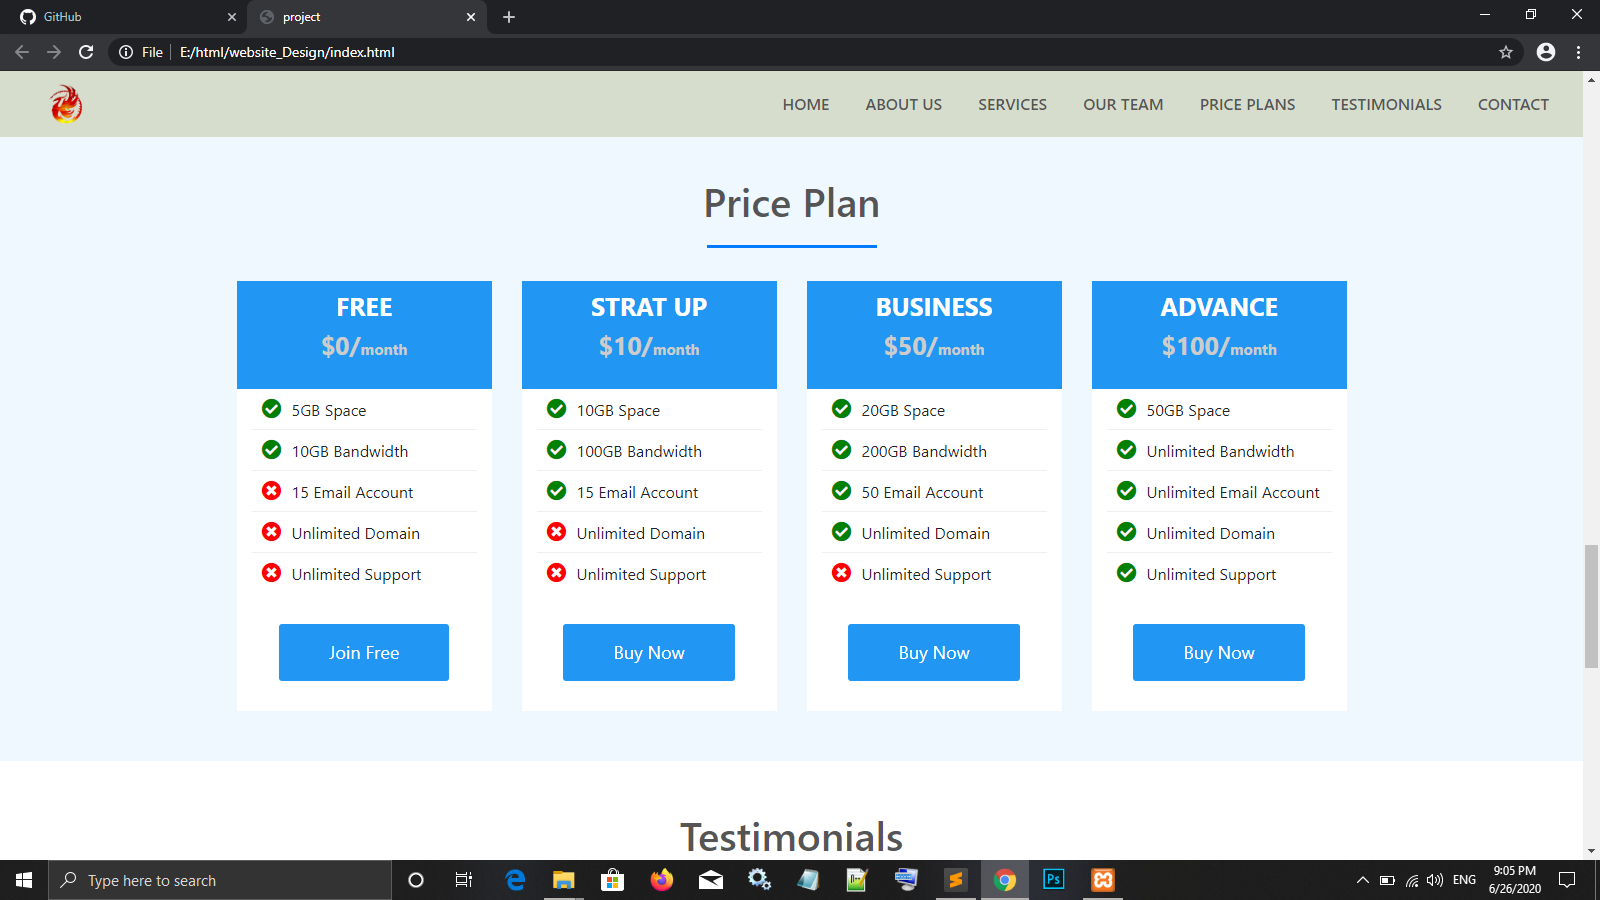 GitHub
project
File
E:/html/website_Design/index.html
HOME
ABOUT US
SERVICES
OUR TEAM
PRICE PLANS
TESTIMONIALS
CONTACT
Price Plan
FREE
$0/month
5GB Space
10GB Bandwidth
15 Email Account
Unlimited Domain
Unlimited Support
Join Free
STRAT UP
$10/month
10GB Space
100GB Bandwidth
15 Email Account
Unlimited Domain
Unlimited Support
Buy Now
BUSINESS
$50/month
20GB Space
200GB Bandwidth
50 Email Account
Unlimited Domain
Unlimited Support
Buy Now
ADVANCE
$100/month
50GB Space
Unlimited Bandwidth
Unlimited Email Account
Unlimited Domain
Unlimited Support
Buy Now
Testimonials
Type here to search
Ps
ENG
9:05 PM
6/26/2020